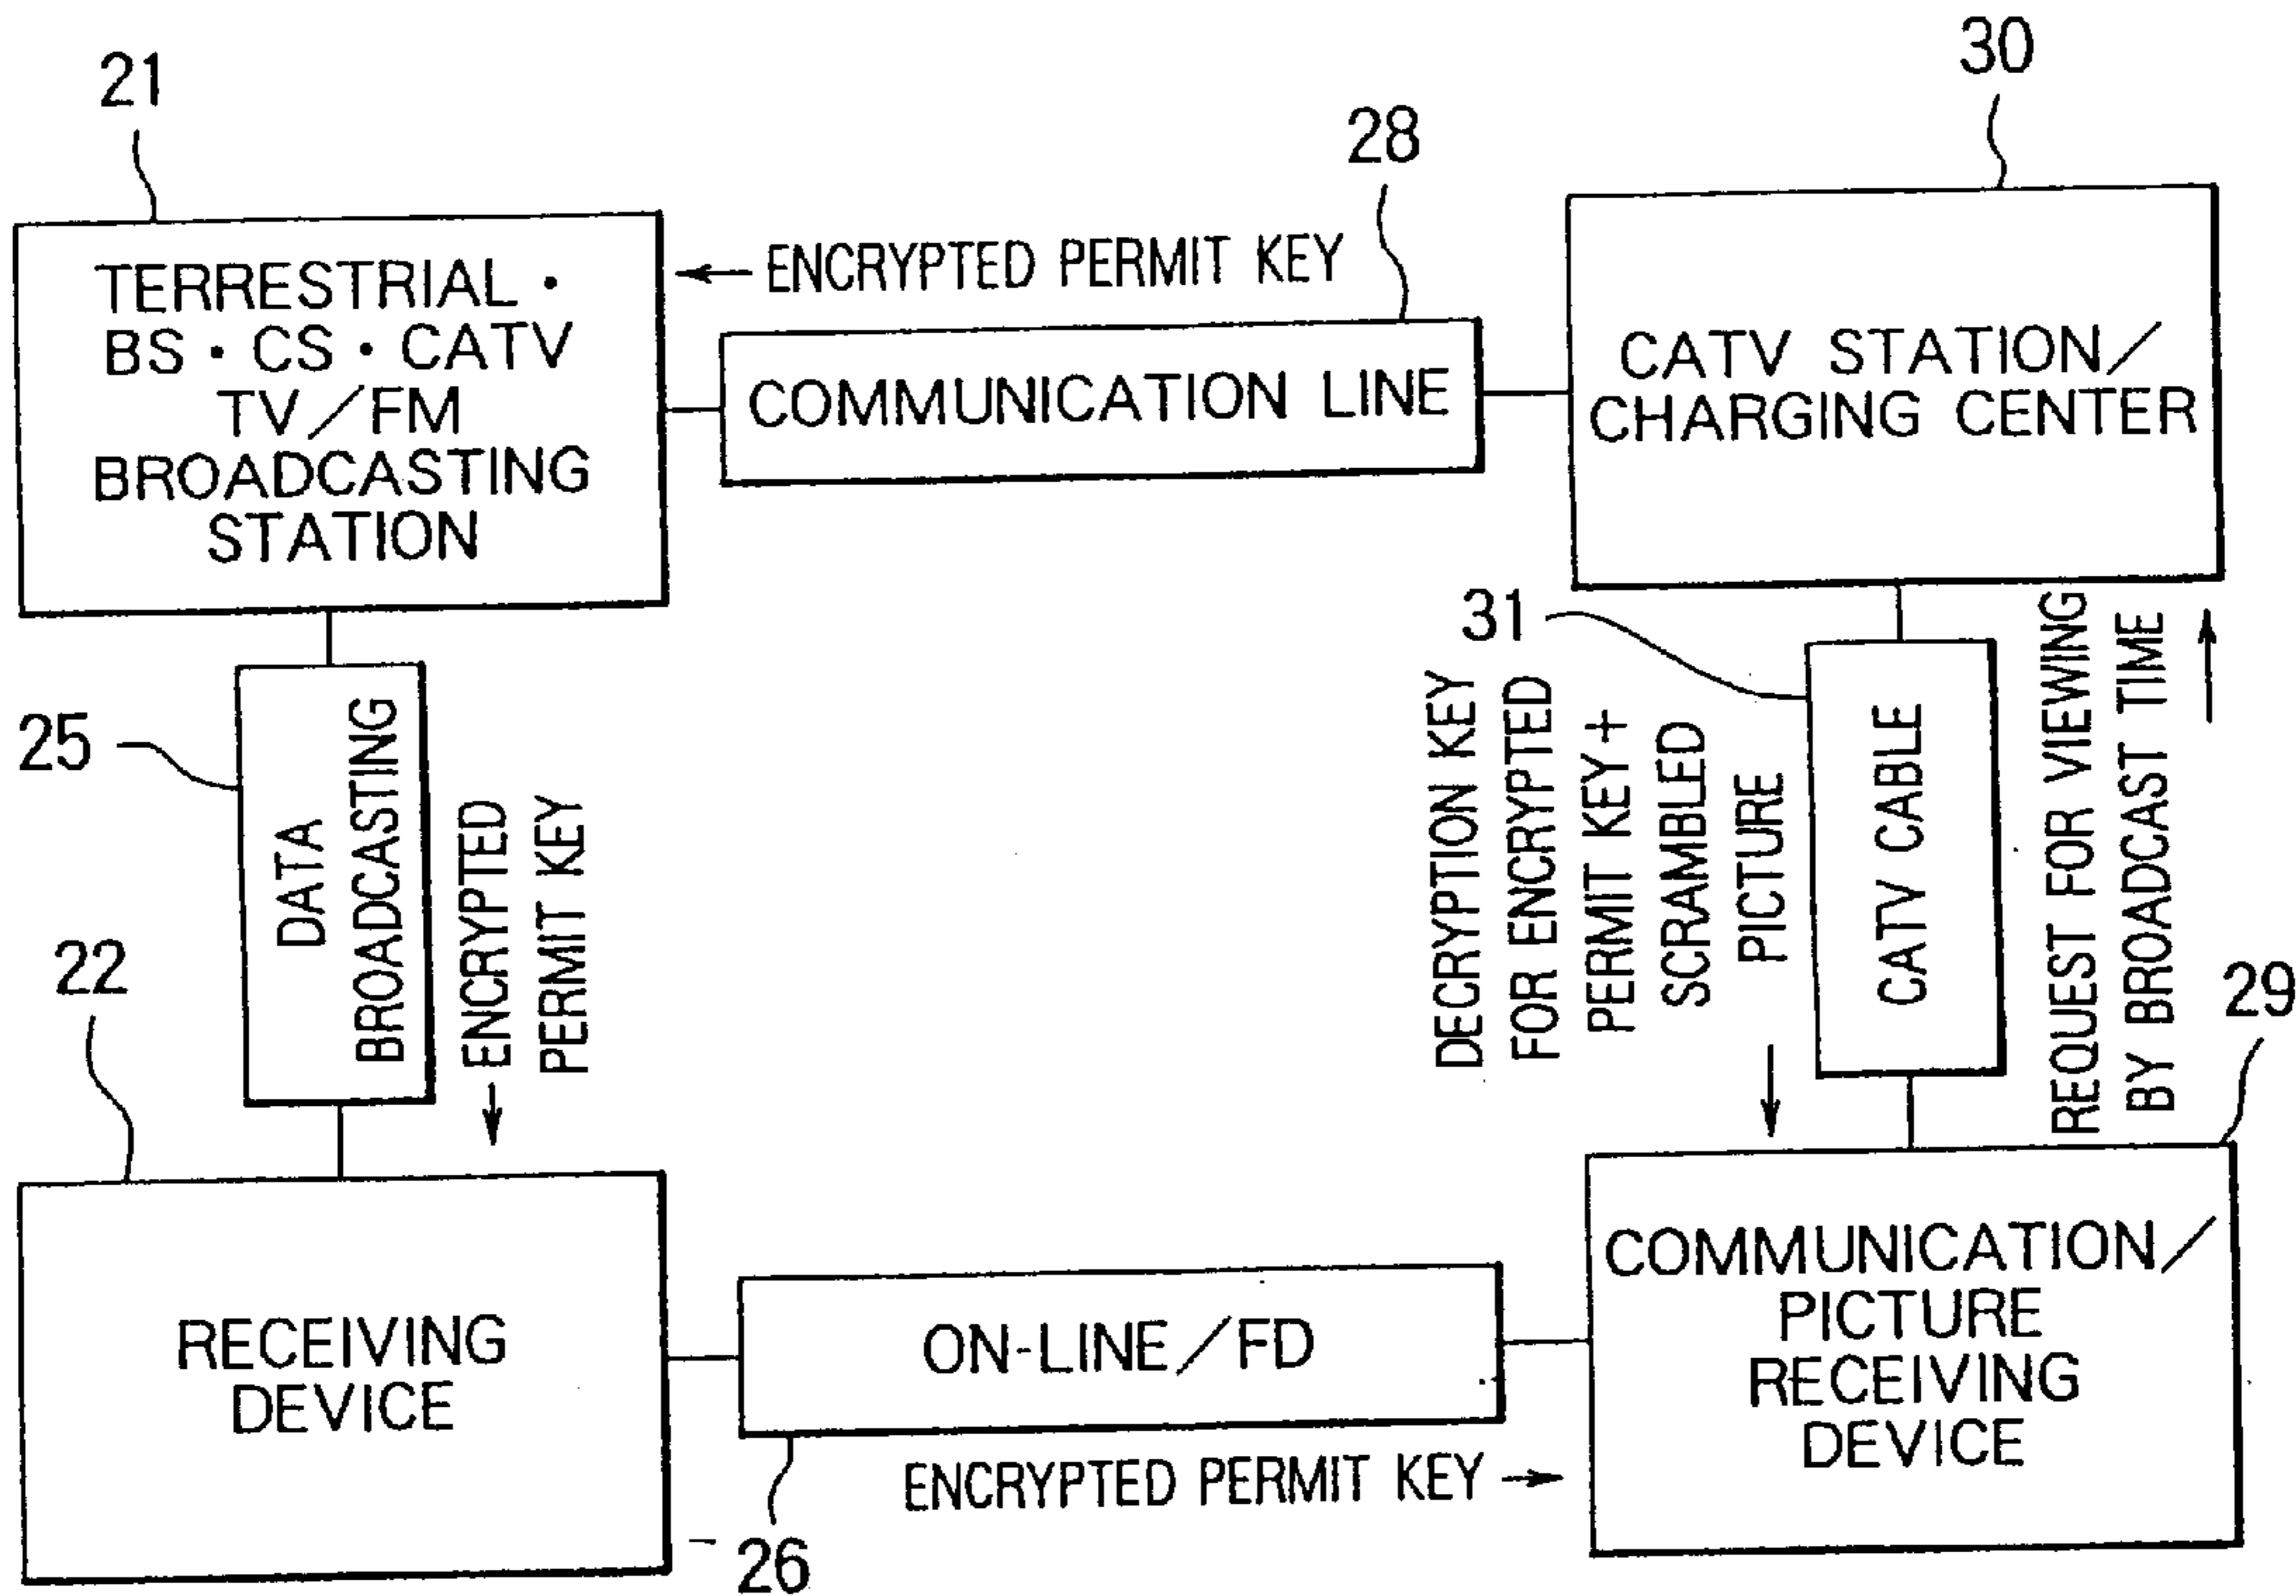 21
30
28
TERRESTRIAL・
BS・CS・CATV
TV/FM
BROADCASTING
STATION
← ENCRYPTED PERMIT KEY
COMMUNICATION LINE
CATV STATION/
CHARGING CENTER
25
DATA
BROADCASTING
ENCRYPTED
PERMIT KEY
31
DECRYPTION KEY
FOR ENCRYPTED
PERMIT KEY+
SCRAMBLED
PICTURE
CATV CABLE
REQUEST FOR VIEWING
BY BROADCAST TIME
22
29
RECEIVING
DEVICE
ON-LINE/FD
COMMUNICATION/
PICTURE
RECEIVING
DEVICE
ENCRYPTED PERMIT KEY →
26